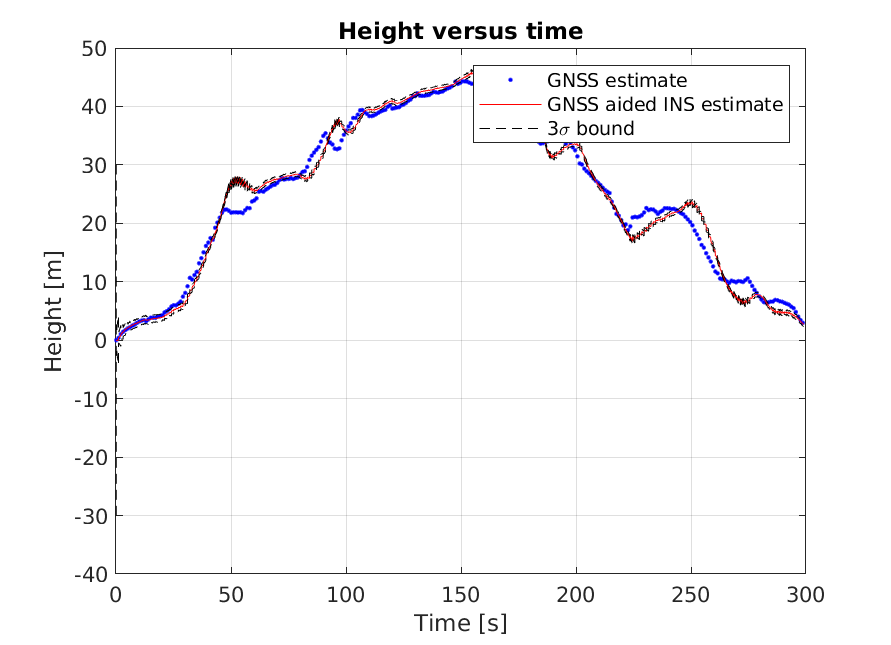 Height versus time
GNSS estimate
GNSS aided INS estimate
3σ bound
50
40
30
20
10
0
-10
-20
-30
-40
Height [m]
0
50
100
150
200
250
300
Time [s]